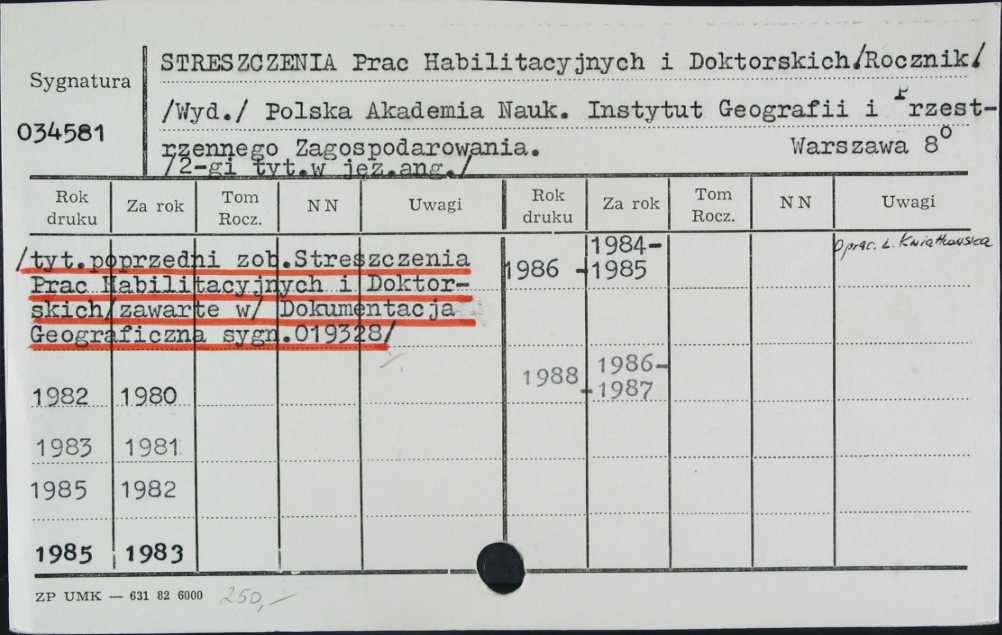 STRESZCZENIA Prac Habilitacyjnych i Doktorskich/Rocznik/
Sygnatura
/Wyd./ Polska Akademia Nauk. Instytut Geografii i Przest-
034581
rzennego Zagospodarowania. Warszawa 8º
/2-gi tyt.w jęz.ang./
Rok druku Za rok Tom Rocz. NN Uwagi Rok druku Za rok Tom Rocz. NN Uwagi
/tyt.poprzedni zob.Streszczenia
Prac Habilitacyjnych i Doktor-
skich/zawarte w/ Dokumentacja
Geograficzna sygn.019328/
1982 1980
1983 1981
1985 1982
1985 1983
1986 1984-
-1985 Oprac. L. Kwiatkowska
1988 1986-
-1987
ZP UMK — 631 82 6000 250,-